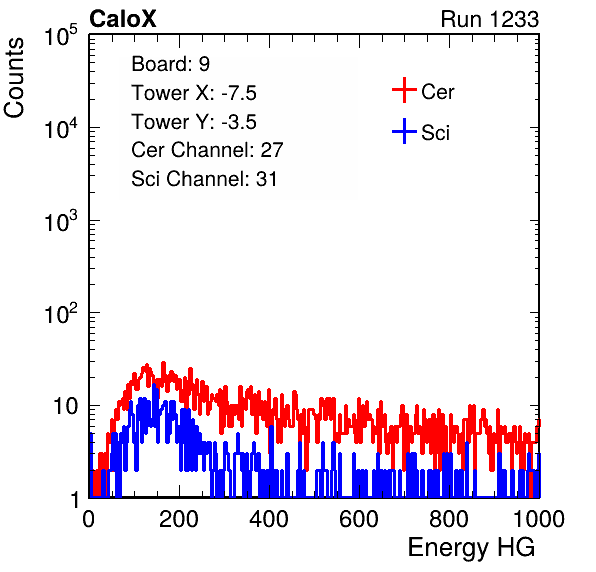 CaloX Run 1233
Counts
10^5
10^4
10^3
10^2
10
1
Board: 9
Tower X: -7.5
Tower Y: -3.5
Cer Channel: 27
Sci Channel: 31
Cer
Sci
0 200 400 600 800 1000
Energy HG